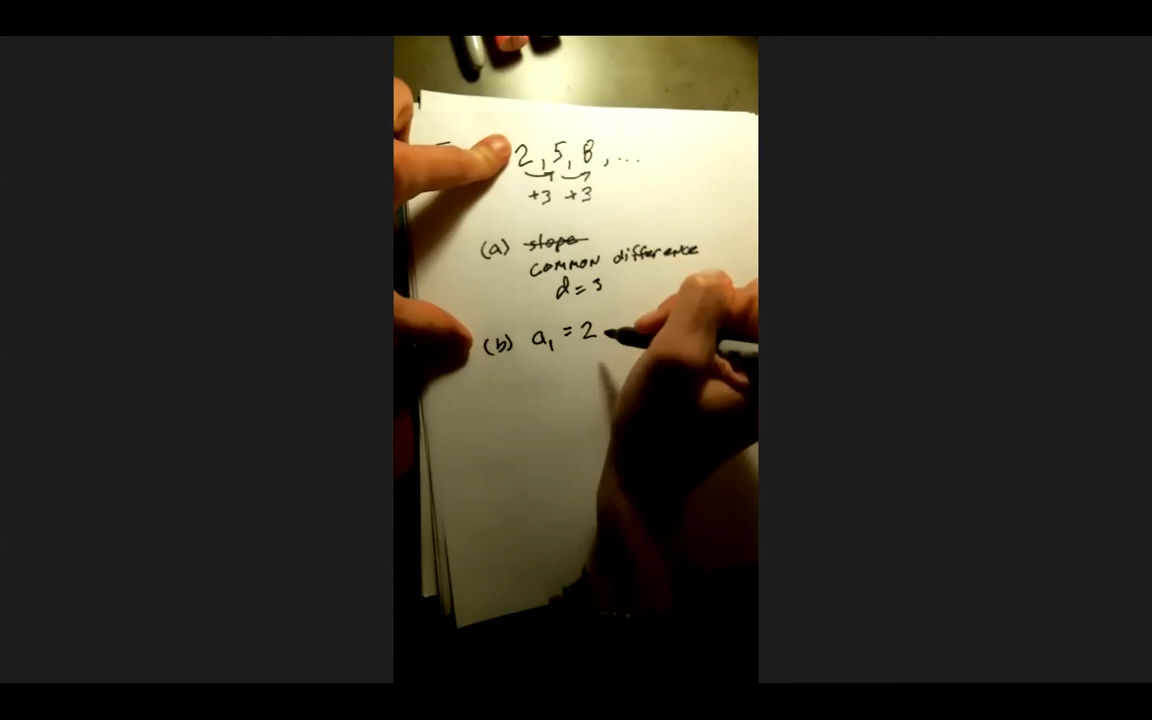 2, 5, 8, ...
+3 +3
(a) slope
common difference
d = 3
(b) a₁ = 2